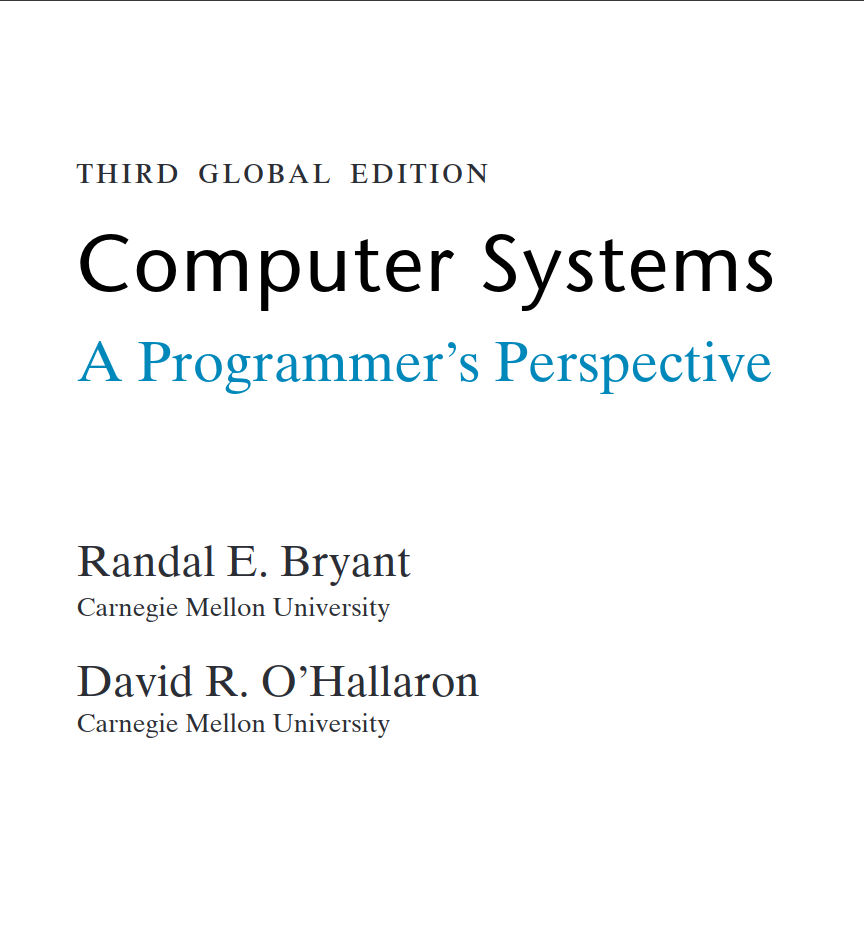 THIRD GLOBAL EDITION
Computer Systems
A Programmer’s Perspective
Randal E. Bryant
Carnegie Mellon University
David R. O’Hallaron
Carnegie Mellon University